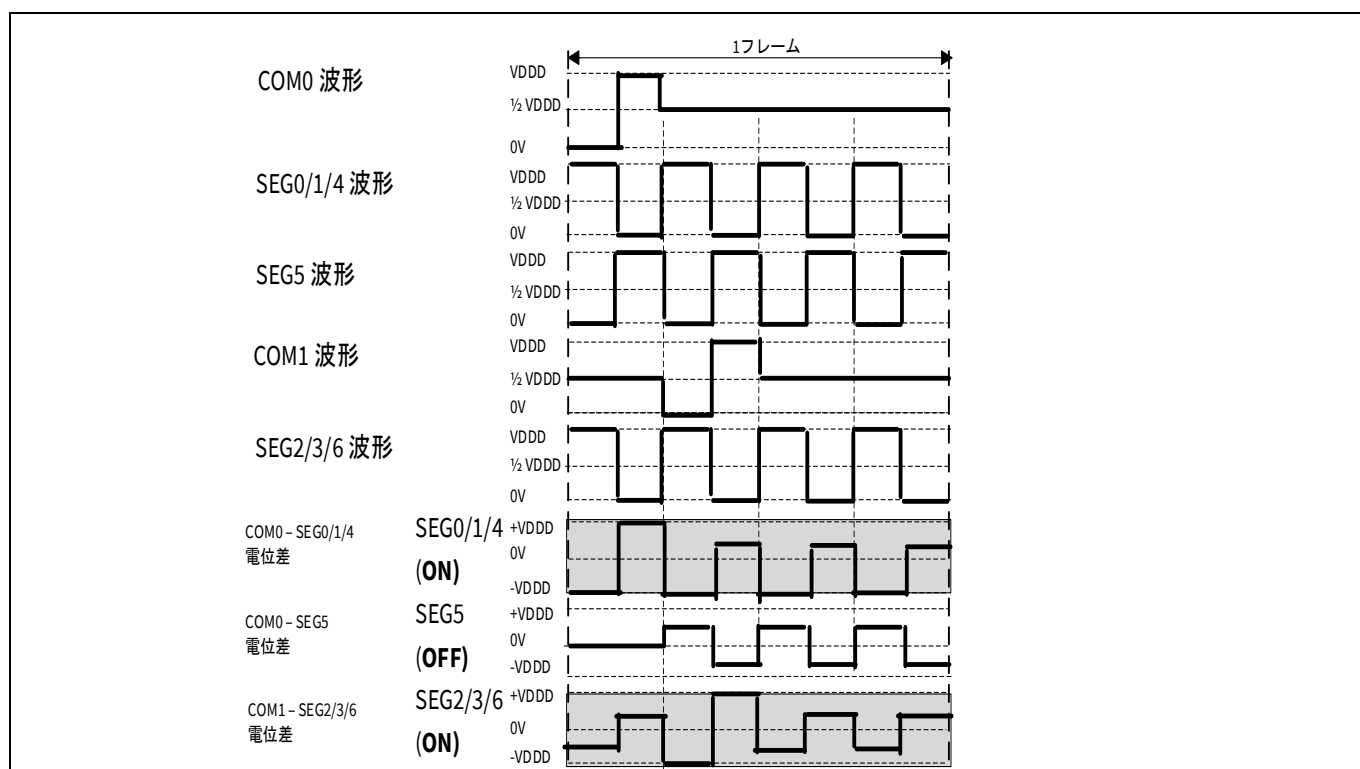 1フレーム
COM0 波形
VDDD
½ VDDD
0V
SEG0/1/4 波形
VDDD
½ VDDD
0V
SEG5 波形
VDDD
½ VDDD
0V
COM1 波形
VDDD
½ VDDD
0V
SEG2/3/6 波形
VDDD
½ VDDD
0V
COM0 – SEG0/1/4
電位差
SEG0/1/4
(ON)
+VDDD
0V
-VDDD
COM0 – SEG5
電位差
SEG5
(OFF)
+VDDD
0V
-VDDD
COM1 – SEG2/3/6
電位差
SEG2/3/6
(ON)
+VDDD
0V
-VDDD